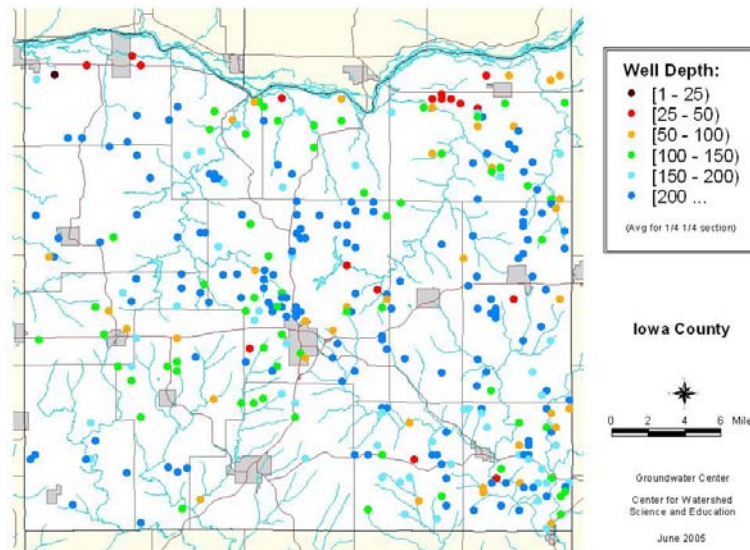 Well Depth:
[1 - 25)
[25 - 50)
[50 - 100)
[100 - 150)
[150 - 200)
[200 ...
(Avg for 1/4 1/4 section)
Iowa County
0 2 4 6 Mile
Groundwater Center
Center for Watershed
Science and Education
June 2005